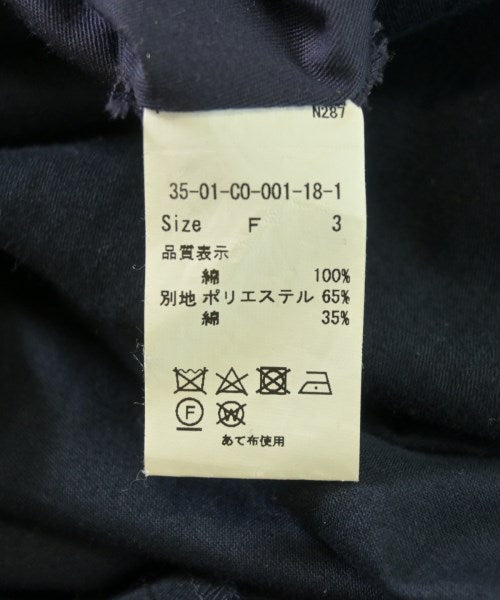 N287
35-01-CO-001-18-1
Size F 3
品質表示
綿 100%
別地 ポリエステル 65%
綿 35%
F W
あて布使用